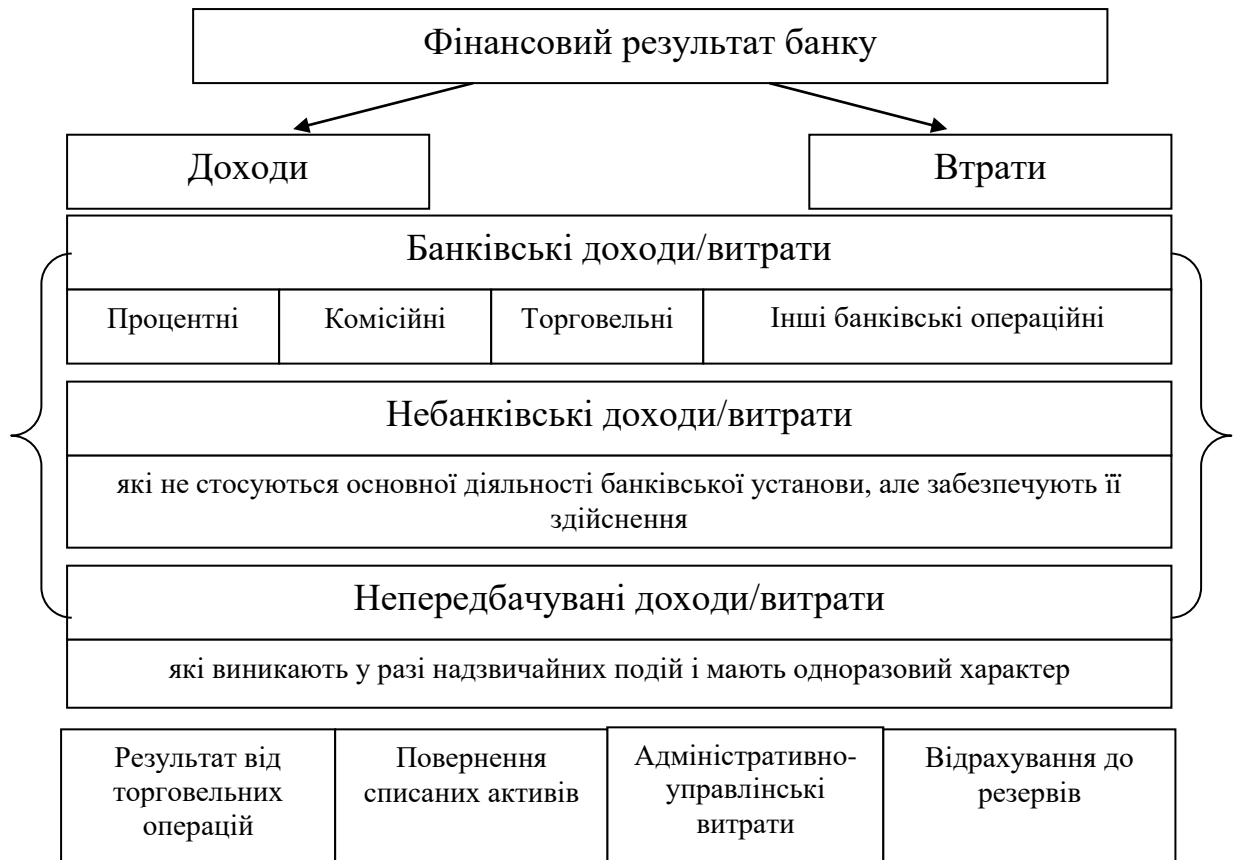 Фінансовий результат банку
Доходи
Втрати
Банківські доходи/витрати
Процентні
Комісійні
Торговельні
Інші банківські операційні
Небанківські доходи/витрати
які не стосуються основної діяльності банківської установи, але забезпечують її
здійснення
Непередбачувані доходи/витрати
які виникають у разі надзвичайних подій і мають одноразовий характер
Результат від
торговельних
операцій
Повернення
списаних активів
Адміністративно-
управлінські
витрати
Відрахування до
резервів